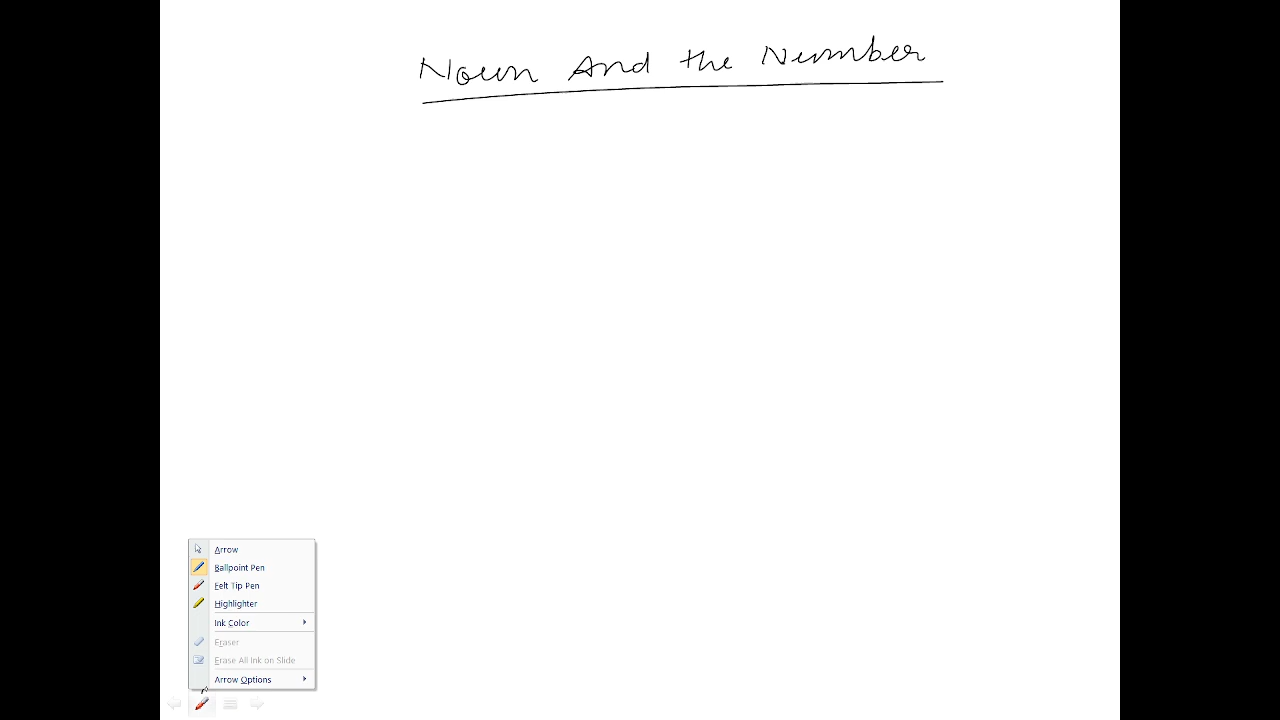 Noun And the Number
Arrow
Ballpoint Pen
Felt Tip Pen
Highlighter
Ink Color
Eraser
Erase All Ink on Slide
Arrow Options